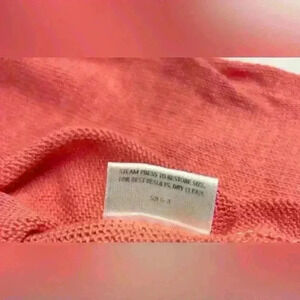 STEAM PRESS TO RESTORE SIZE.
FOR BEST RESULTS, DRY CLEAN.